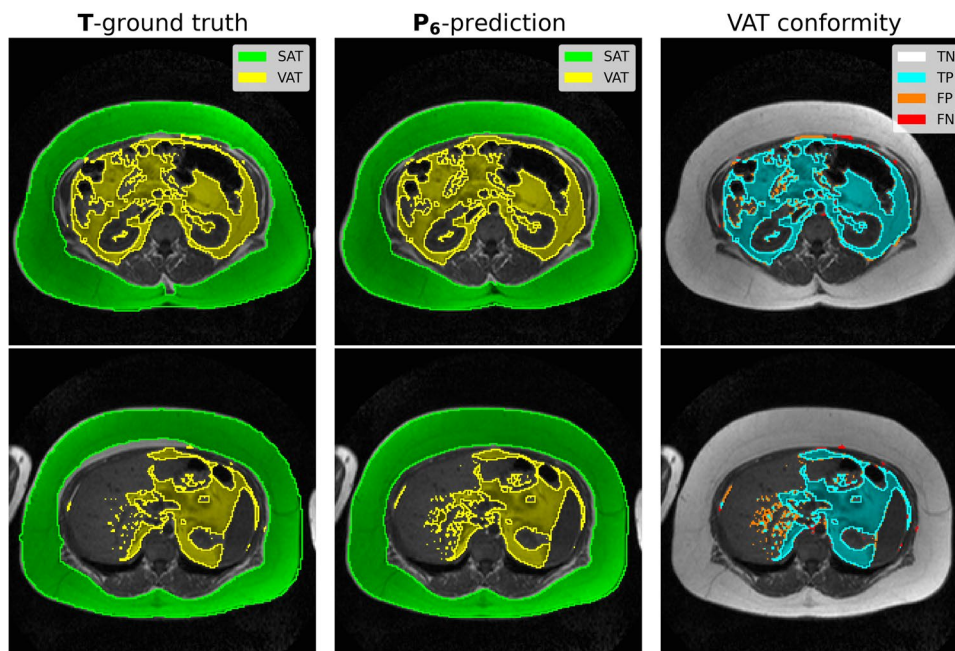 T-ground truth
P6-prediction
VAT conformity
SAT
VAT
SAT
VAT
TN
TP
FP
FN